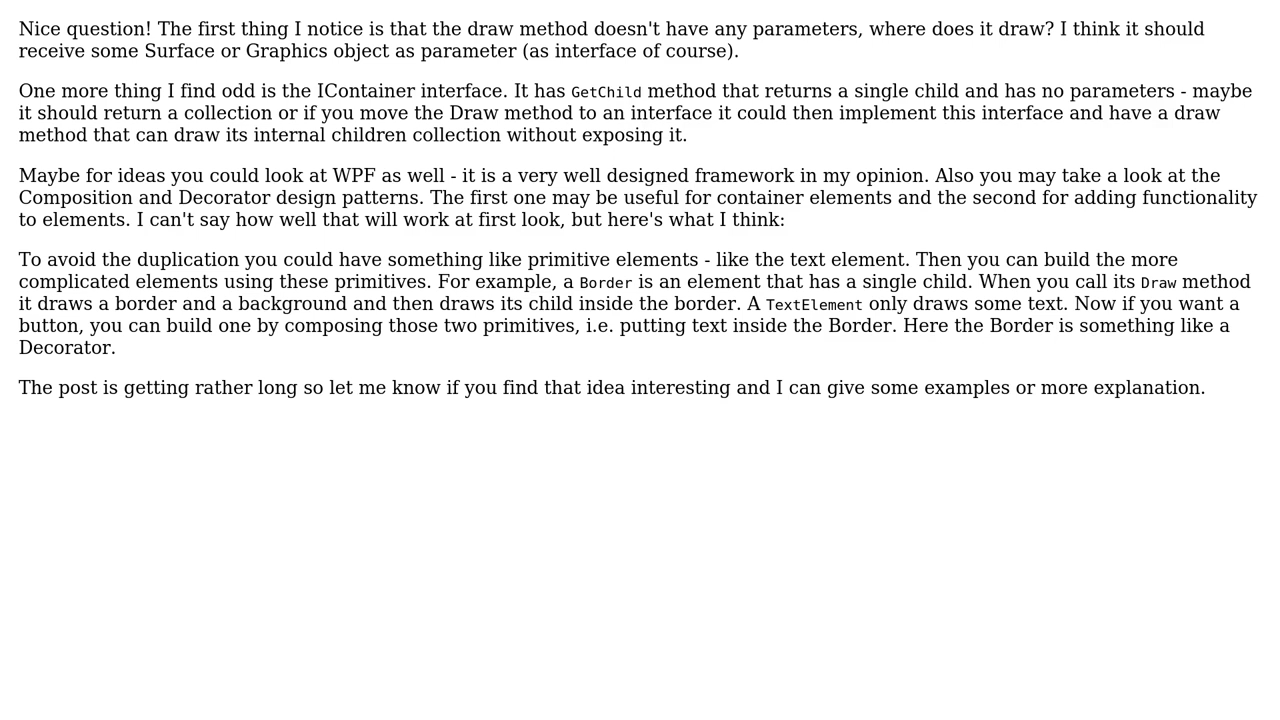 Nice question! The first thing I notice is that the draw method doesn't have any parameters, where does it draw? I think it should
receive some Surface or Graphics object as parameter (as interface of course).
One more thing I find odd is the IContainer interface. It has GetChild method that returns a single child and has no parameters - maybe
it should return a collection or if you move the Draw method to an interface it could then implement this interface and have a draw
method that can draw its internal children collection without exposing it.
Maybe for ideas you could look at WPF as well - it is a very well designed framework in my opinion. Also you may take a look at the
Composition and Decorator design patterns. The first one may be useful for container elements and the second for adding functionality
to elements. I can't say how well that will work at first look, but here's what I think:
To avoid the duplication you could have something like primitive elements - like the text element. Then you can build the more
complicated elements using these primitives. For example, a Border is an element that has a single child. When you call its Draw method
it draws a border and a background and then draws its child inside the border. A TextElement only draws some text. Now if you want a
button, you can build one by composing those two primitives, i.e. putting text inside the Border. Here the Border is something like a
Decorator.
The post is getting rather long so let me know if you find that idea interesting and I can give some examples or more explanation.